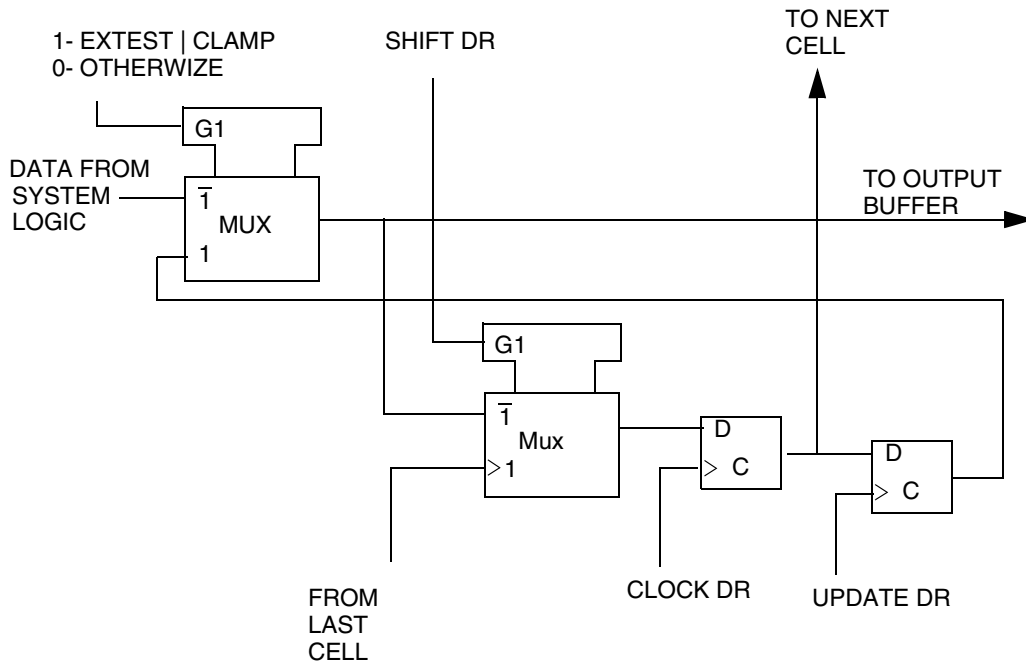 TO NEXT
CELL
1- EXTEST | CLAMP
0- OTHERWIZE
SHIFT DR
G1
DATA FROM
SYSTEM
LOGIC
1̅
MUX
1
TO OUTPUT
BUFFER
G1
1̅
Mux
1
D
C
D
C
FROM
LAST
CELL
CLOCK DR
UPDATE DR